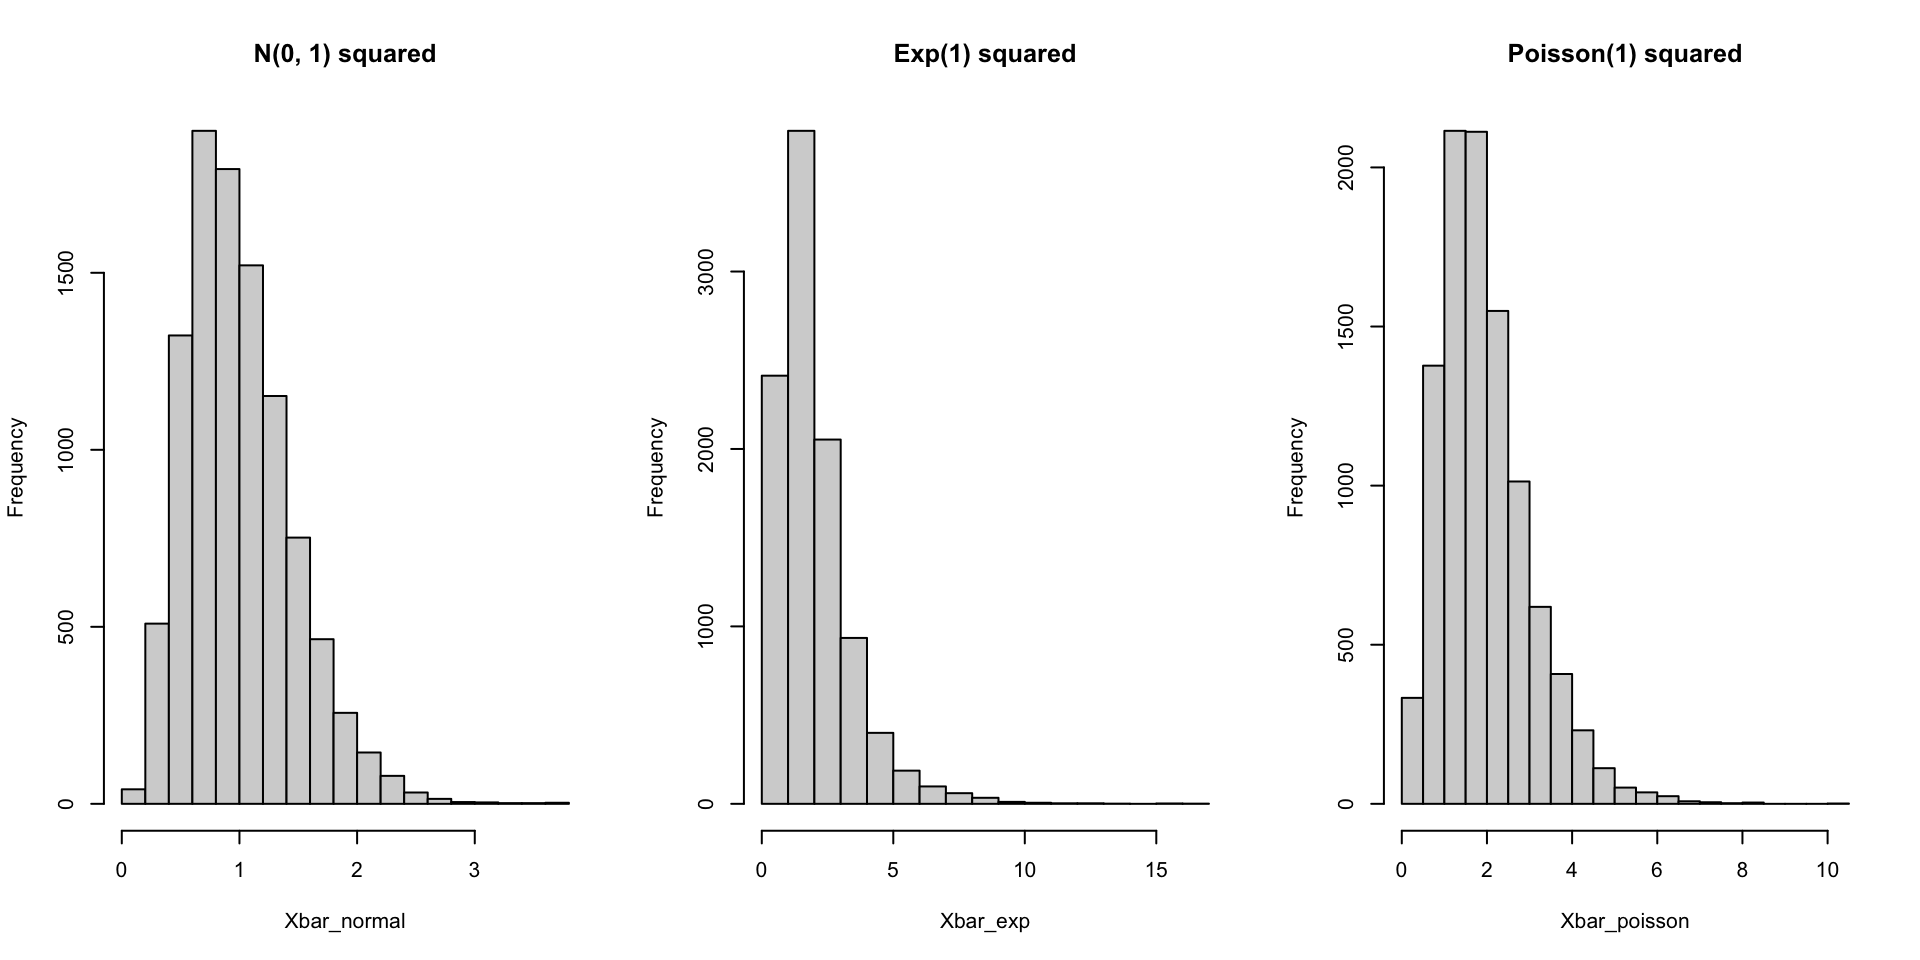 N(0, 1) squared
Frequency
0
500
1000
1500
0 1 2 3
Xbar_normal
Exp(1) squared
Frequency
0
1000
2000
3000
0 5 10 15
Xbar_exp
Poisson(1) squared
Frequency
0
500
1000
1500
2000
0 2 4 6 8 10
Xbar_poisson